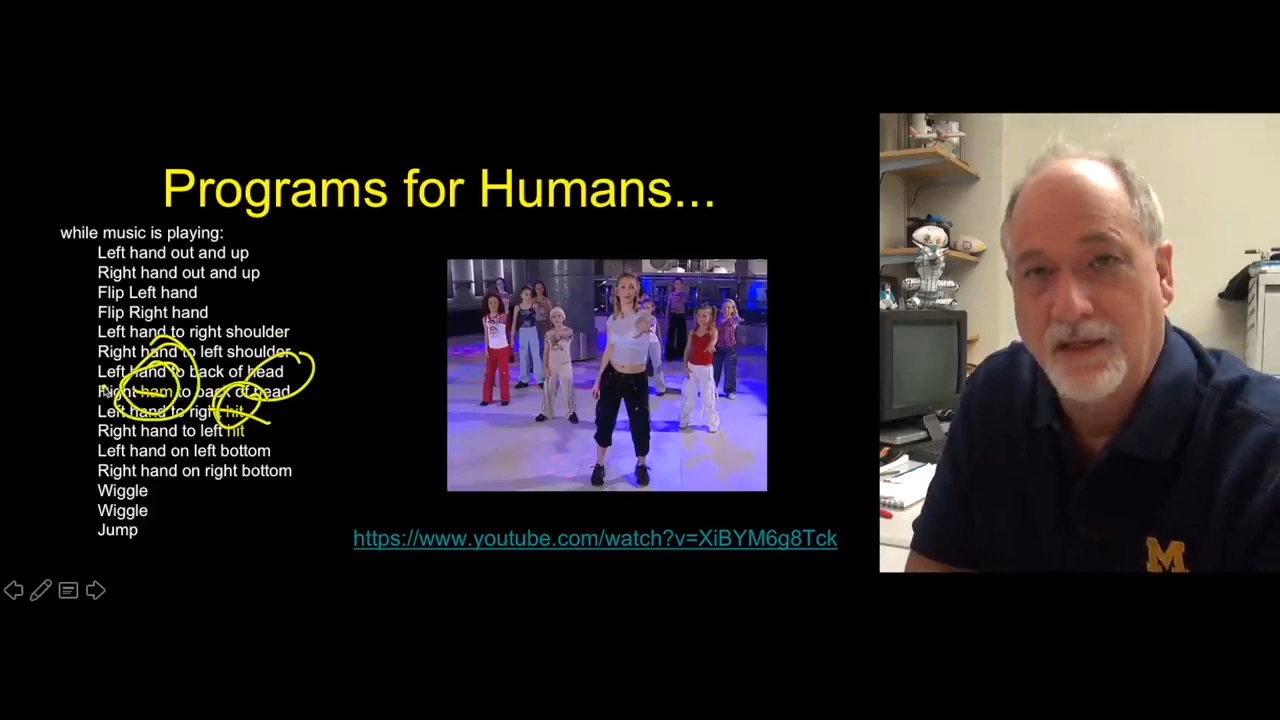 Programs for Humans...
while music is playing:
Left hand out and up
Right hand out and up
Flip Left hand
Flip Right hand
Left hand to right shoulder
Right hand to left shoulder
Left hand to back of head
Right ham to back of head
Left hand to right hit
Right hand to left hit
Left hand on left bottom
Right hand on right bottom
Wiggle
Wiggle
Jump
https://www.youtube.com/watch?v=XiBYM6g8Tck
M